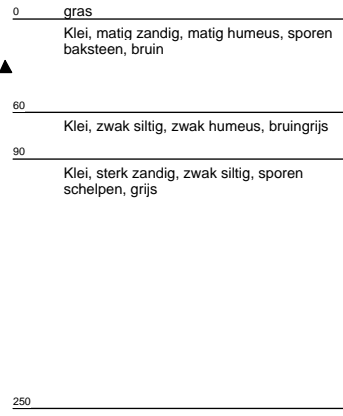 0 gras
Klei, matig zandig, matig humeus, sporen
baksteen, bruin
60
Klei, zwak siltig, zwak humeus, bruingrijs
90
Klei, sterk zandig, zwak siltig, sporen
schelpen, grijs
250